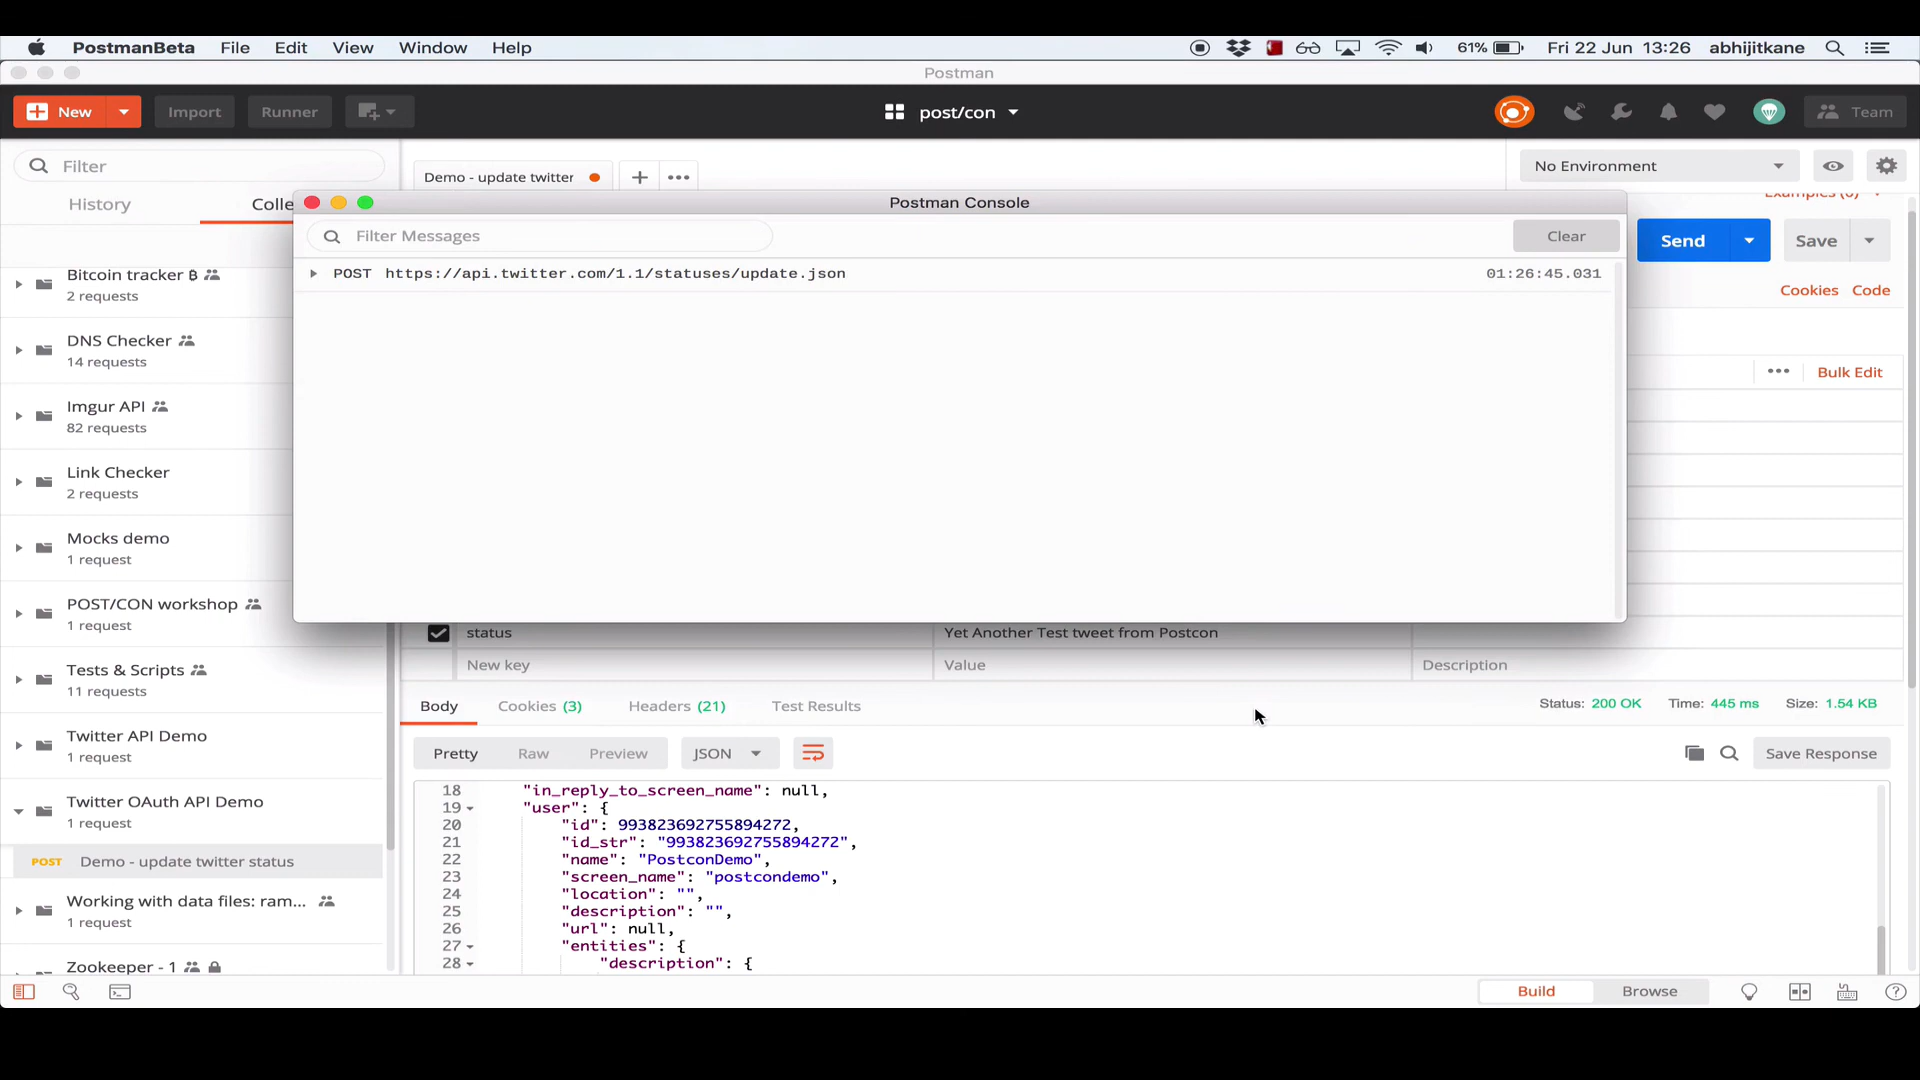 PostmanBeta File Edit View Window Help 61% Fri 22 Jun 13:26 abhijitkane
Postman
New Import Runner post/con Team
Filter
Demo - update twitter
No Environment
History
Colle
Examples (0)
Postman Console
Filter Messages
Clear
POST https://api.twitter.com/1.1/statuses/update.json 01:26:45.031
Send
Save
Cookies Code
Bulk Edit
Bitcoin tracker ₿
2 requests
DNS Checker
14 requests
Imgur API
82 requests
Link Checker
2 requests
Mocks demo
1 request
POST/CON workshop
1 request
Tests & Scripts
11 requests
Twitter API Demo
1 request
Twitter OAuth API Demo
1 request
POST Demo - update twitter status
Working with data files: ram...
1 request
Zookeeper - 1
status Yet Another Test tweet from Postcon
New key Value Description
Body Cookies (3) Headers (21) Test Results
Status: 200 OK Time: 445 ms Size: 1.54 KB
Pretty Raw Preview JSON Save Response
18 "in_reply_to_screen_name": null,
19 "user": {
20 "id": 993823692755894272,
21 "id_str": "993823692755894272",
22 "name": "PostconDemo",
23 "screen_name": "postcondemo",
24 "location": "",
25 "description": "",
26 "url": null,
27 "entities": {
28 "description": {
Build Browse